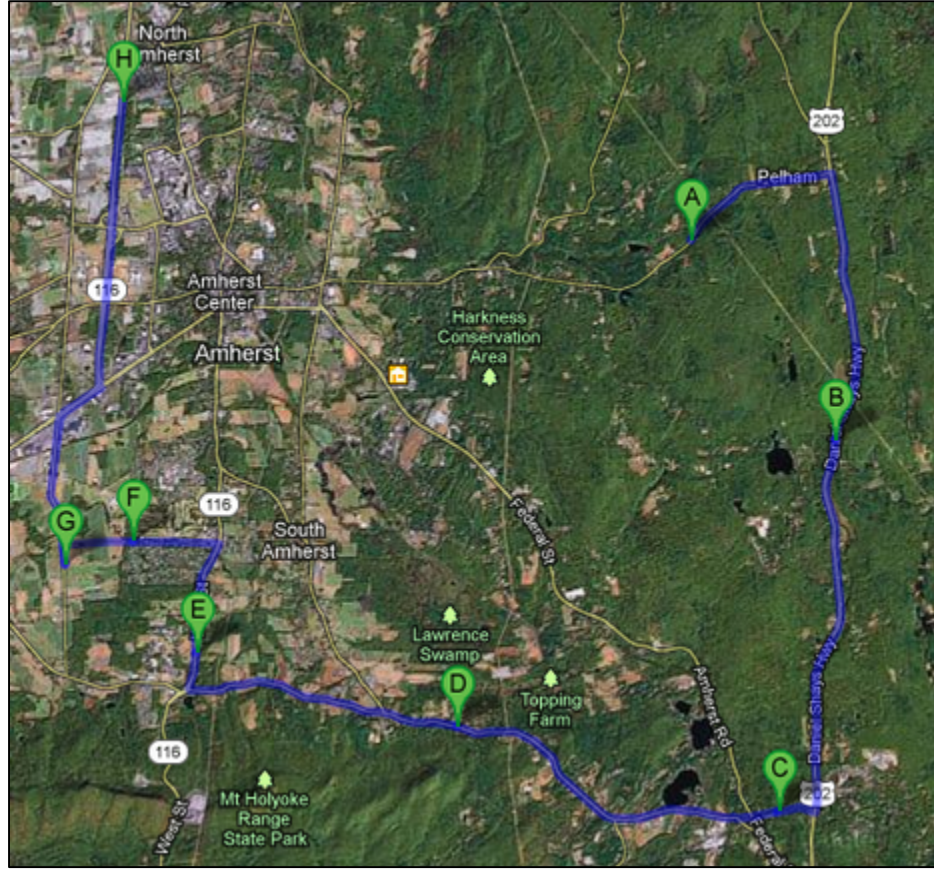 North
Amherst
H
202
Pelham
A
116
Amherst
Center
Harkness
Conservation
Area
Amherst
B
Daniel Shays Hwy
116
F
G
South
Amherst
Federal St
E
Lawrence
Swamp
D
Topping
Farm
Amherst Rd
Daniel Shays Hwy
116
C
202
Mt Holyoke
Range
State Park
West St
Federal